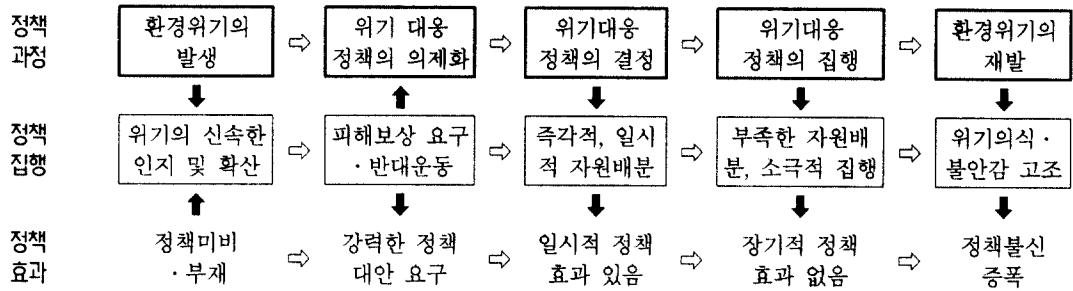 정책
과정
환경위기의
발생
위기 대응
정책의 의제화
위기대응
정책의 결정
위기대응
정책의 집행
환경위기의
재발
정책
집행
위기의 신속한
인지 및 확산
피해보상 요구
·반대운동
즉각적, 일시
적 자원배분
부족한 자원배
분, 소극적 집행
위기의식·
불안감 고조
정책
효과
정책미비
·부재
강력한 정책
대안 요구
일시적 정책
효과 있음
장기적 정책
효과 없음
정책불신
증폭